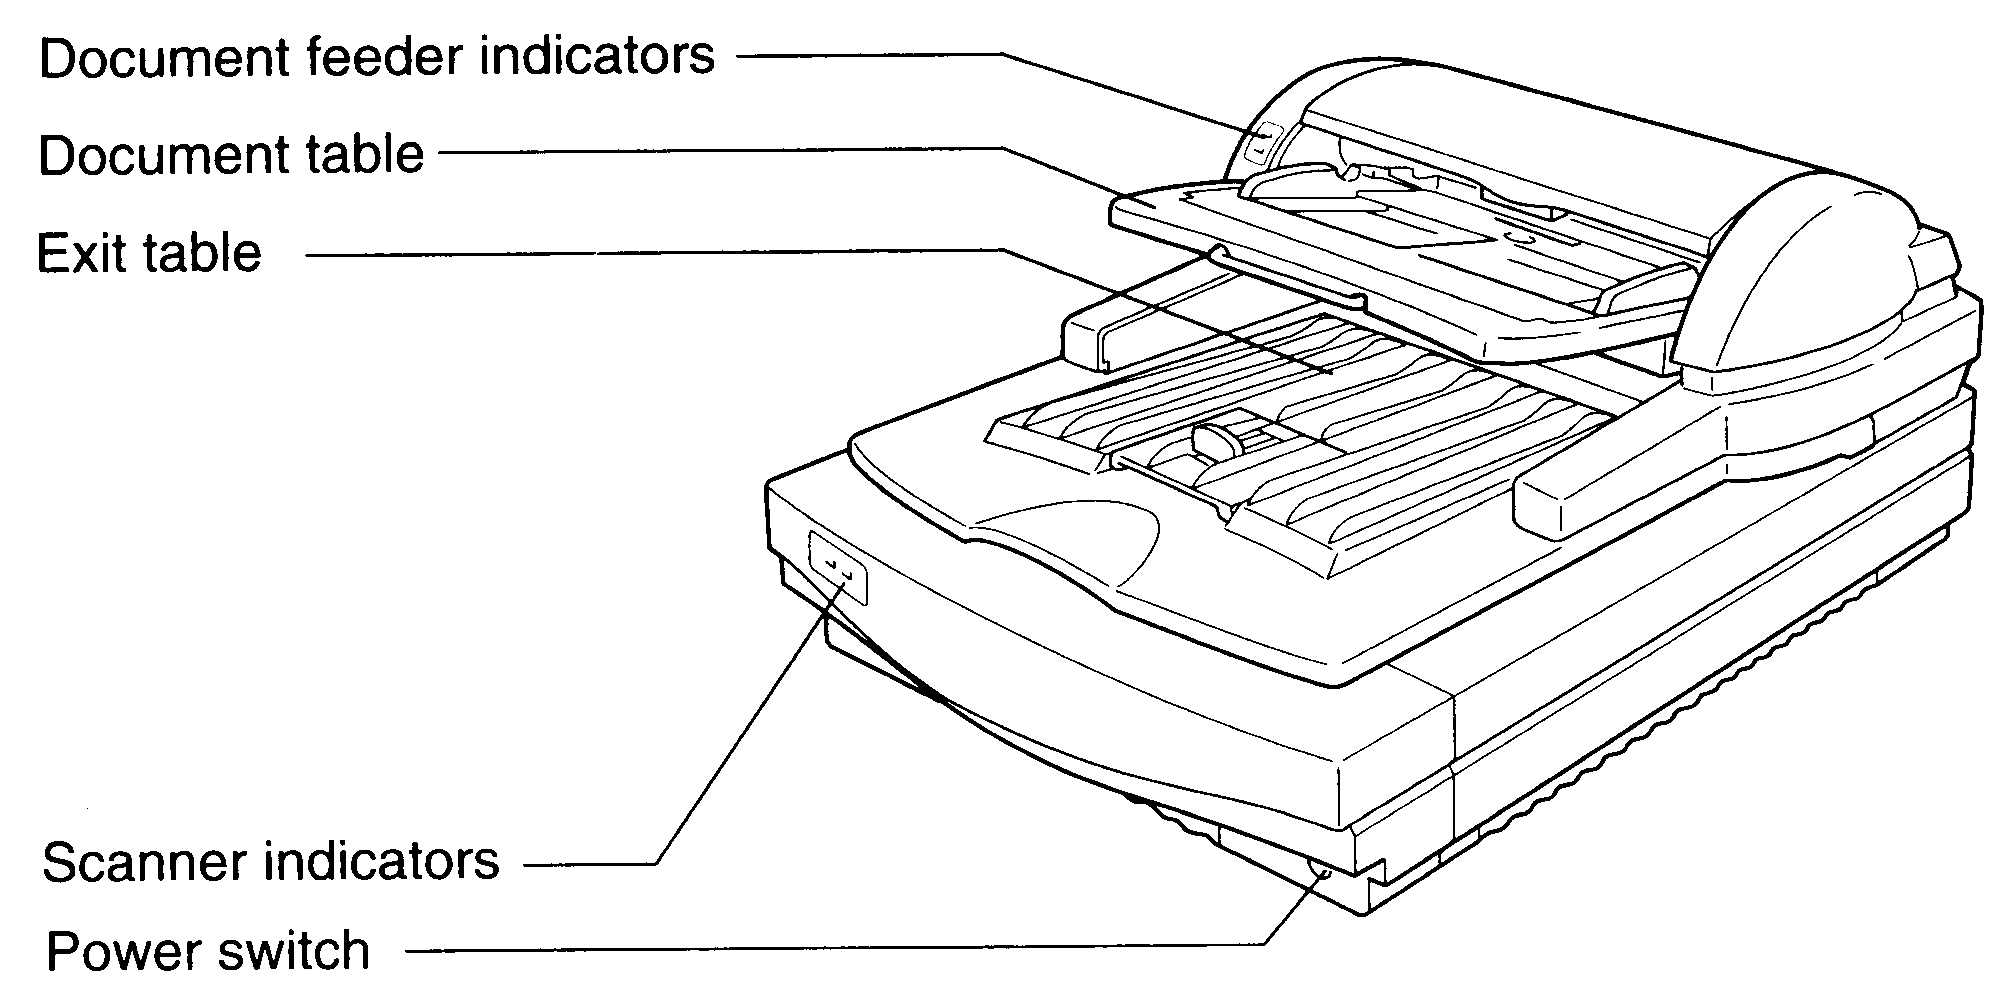 Document feeder indicators
Document table
Exit table
Scanner indicators
Power switch